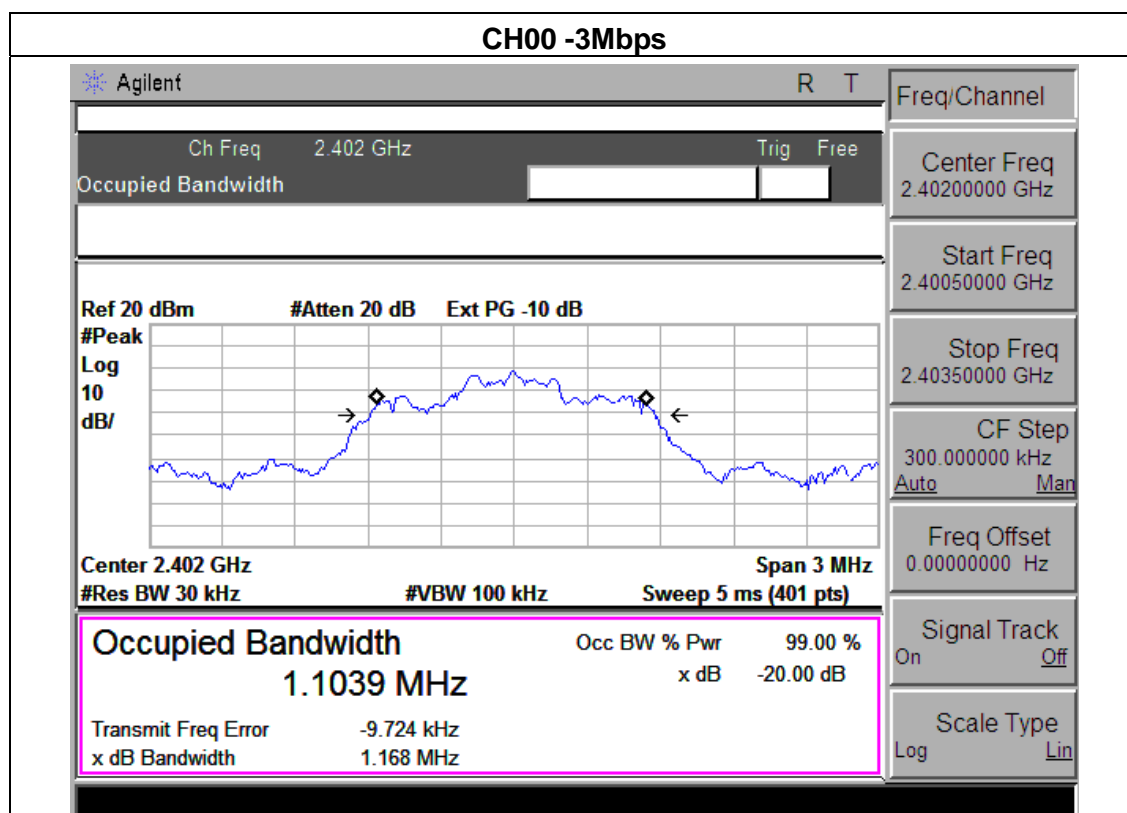 CH00 -3Mbps
Agilent R T
Ch Freq 2.402 GHz Trig Free
Occupied Bandwidth
Ref 20 dBm #Atten 20 dB Ext PG -10 dB
#Peak
Log
10
dB/
Center 2.402 GHz Span 3 MHz
#Res BW 30 kHz #VBW 100 kHz Sweep 5 ms (401 pts)
Occupied Bandwidth Occ BW % Pwr 99.00 %
1.1039 MHz x dB -20.00 dB
Transmit Freq Error -9.724 kHz
x dB Bandwidth 1.168 MHz
Freq/Channel
Center Freq
2.40200000 GHz
Start Freq
2.40050000 GHz
Stop Freq
2.40350000 GHz
CF Step
300.000000 kHz
Auto Man
Freq Offset
0.00000000 Hz
Signal Track
On Off
Scale Type
Log Lin